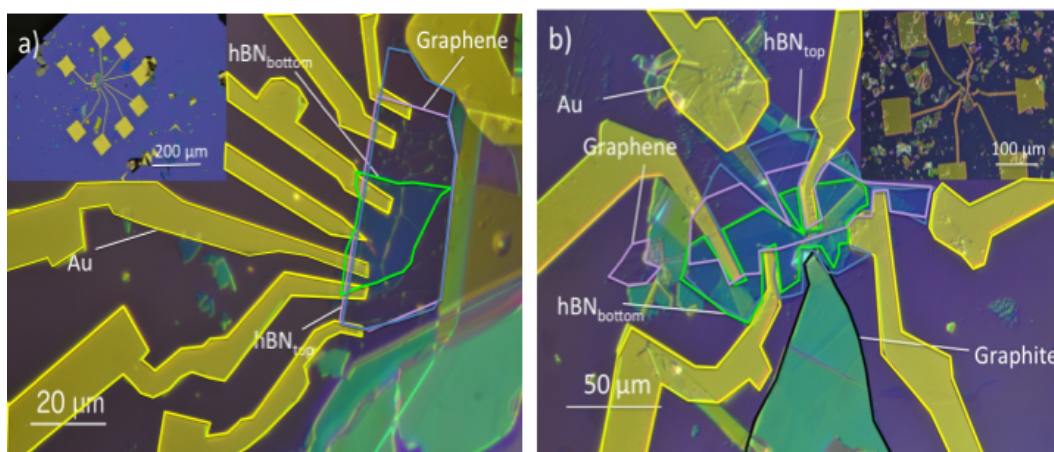 a)
200 µm
hBN bottom
Graphene
Au
hBN top
20 µm
b)
hBN top
Au
Graphene
100 µm
hBN bottom
Graphite
50 µm